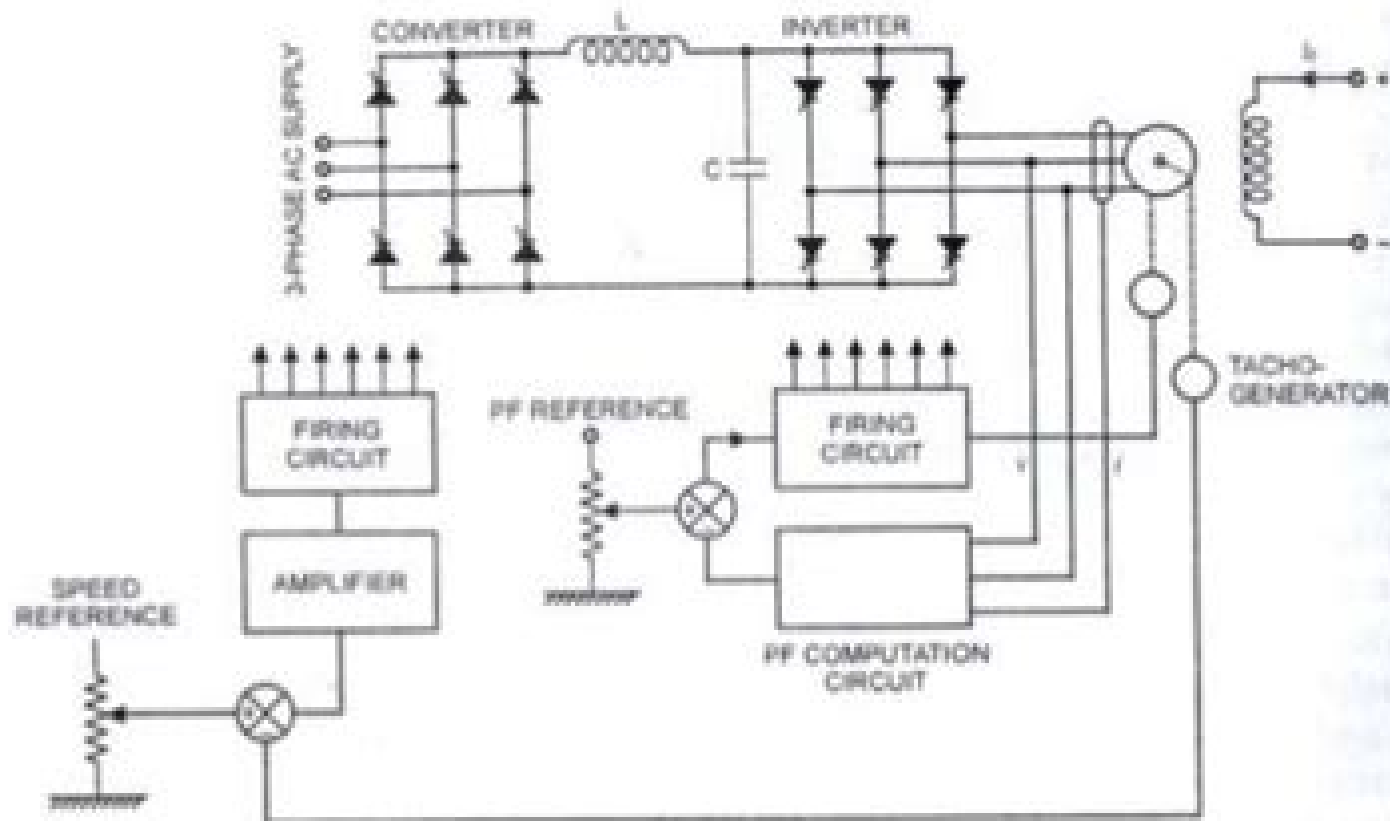 CONVERTER
L
INVERTER
3-PHASE AC SUPPLY
C
+
-
TACHO-
GENERATOR
FIRING
CIRCUIT
PF REFERENCE
FIRING
CIRCUIT
AMPLIFIER
SPEED
REFERENCE
PF COMPUTATION
CIRCUIT